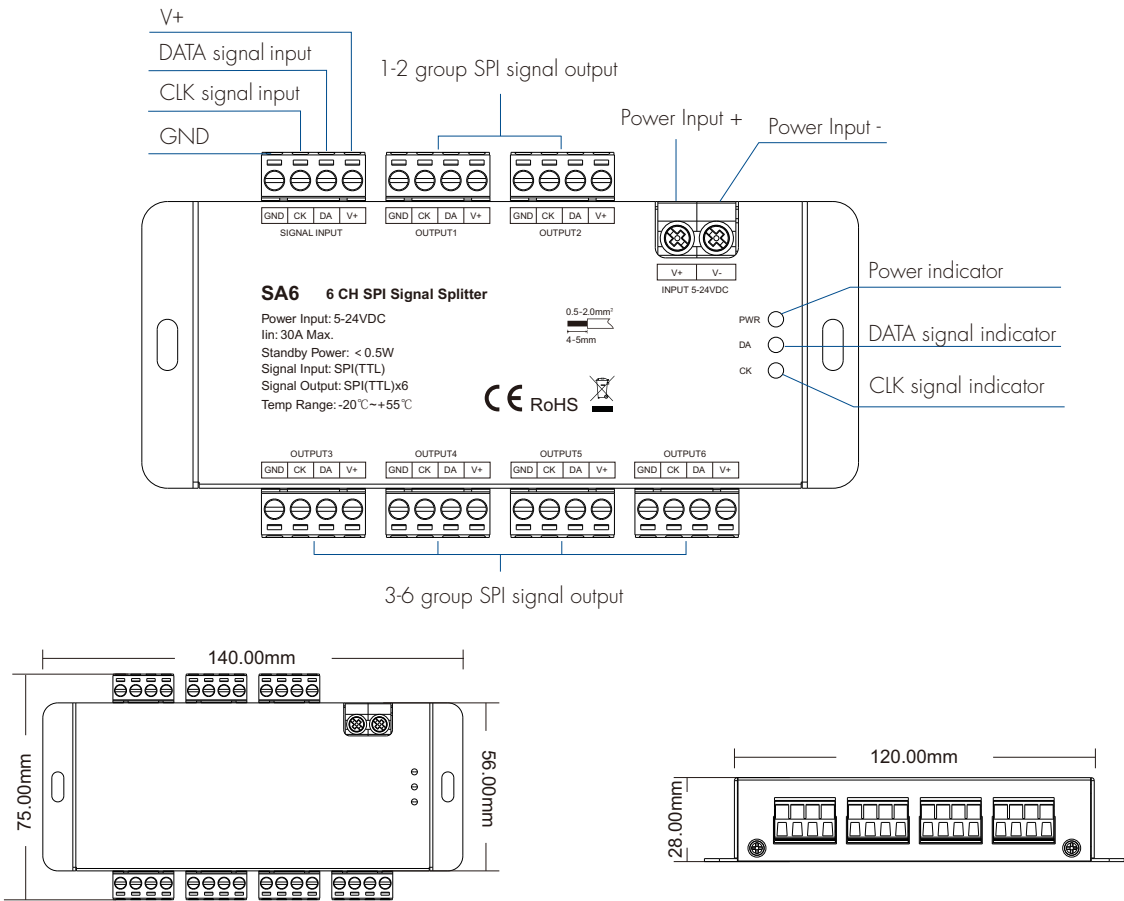 V+
DATA signal input
CLK signal input
GND
1-2 group SPI signal output
Power Input +
Power Input -
GND CK DA V+
SIGNAL INPUT
GND CK DA V+
OUTPUT1
GND CK DA V+
OUTPUT2
V+ V-
INPUT 5-24VDC
SA6 6 CH SPI Signal Splitter
Power Input: 5-24VDC
Iin: 30A Max.
Standby Power: < 0.5W
Signal Input: SPI(TTL)
Signal Output: SPI(TTL)x6
Temp Range: -20℃~+55℃
0.5-2.0mm²
4-5mm
CE RoHS
PWR
DA
CK
Power indicator
DATA signal indicator
CLK signal indicator
OUTPUT3
GND CK DA V+
OUTPUT4
GND CK DA V+
OUTPUT5
GND CK DA V+
OUTPUT6
GND CK DA V+
3-6 group SPI signal output
140.00mm
75.00mm
56.00mm
120.00mm
28.00mm